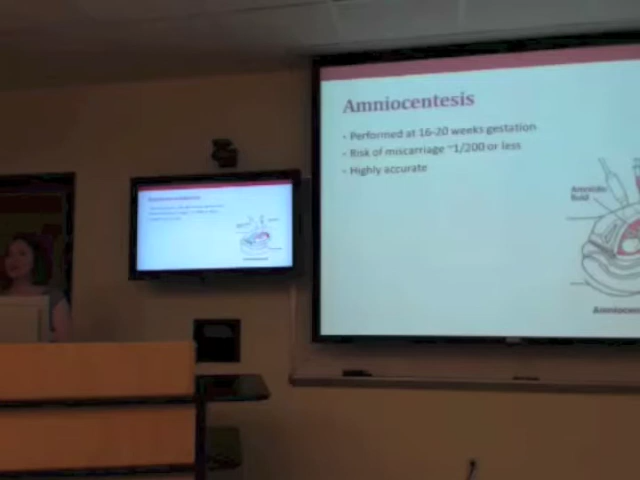 Amniocentesis
- Performed at 16-20 weeks gestation
- Risk of miscarriage ~1/200 or less
- Highly accurate
Amniotic
fluid